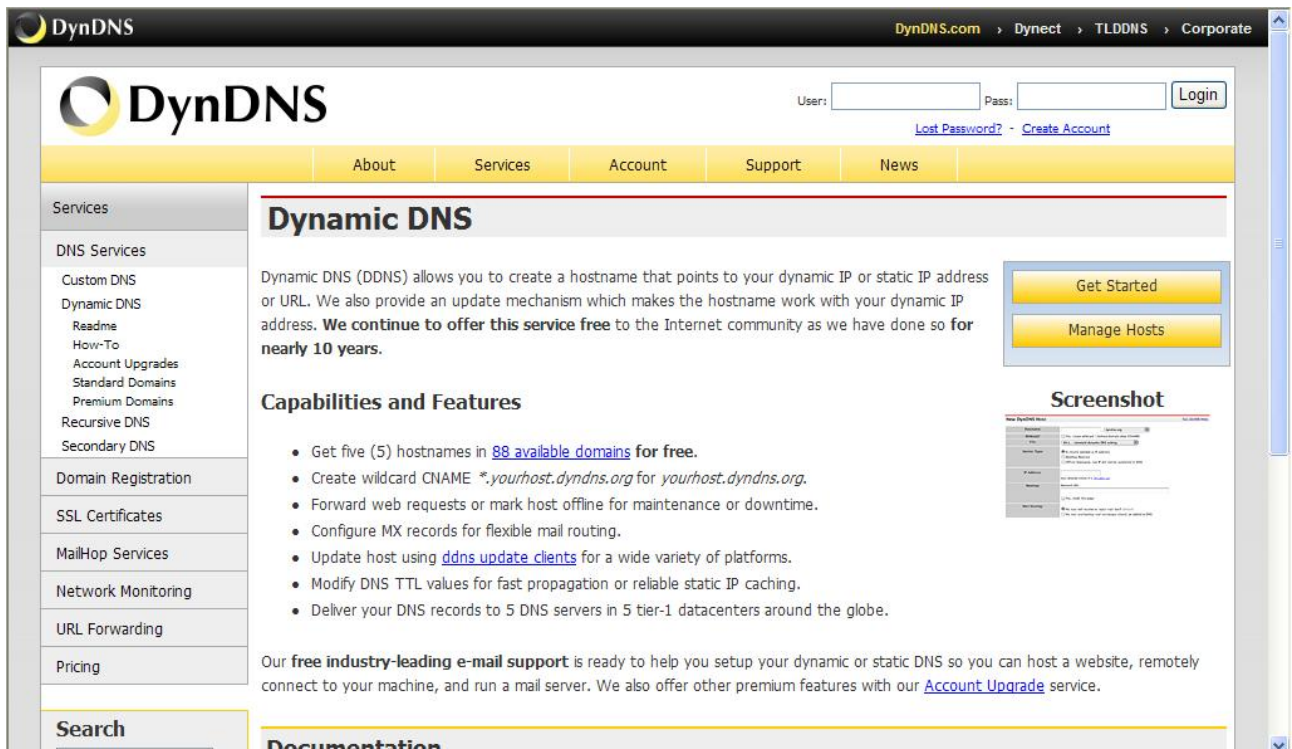 DynDNS
DynDNS.com › Dynect › TLDDNS › Corporate
DynDNS
User:
Pass:
Login
Lost Password? - Create Account
About
Services
Account
Support
News
Services
DNS Services
Custom DNS
Dynamic DNS
Readme
How-To
Account Upgrades
Standard Domains
Premium Domains
Recursive DNS
Secondary DNS
Domain Registration
SSL Certificates
MailHop Services
Network Monitoring
URL Forwarding
Pricing
Search
Dynamic DNS
Dynamic DNS (DDNS) allows you to create a hostname that points to your dynamic IP or static IP address
or URL. We also provide an update mechanism which makes the hostname work with your dynamic IP
address. We continue to offer this service free to the Internet community as we have done so for
nearly 10 years.
Get Started
Manage Hosts
Screenshot
Capabilities and Features
• Get five (5) hostnames in 88 available domains for free.
• Create wildcard CNAME *.yourhost.dyndns.org for yourhost.dyndns.org.
• Forward web requests or mark host offline for maintenance or downtime.
• Configure MX records for flexible mail routing.
• Update host using ddns update clients for a wide variety of platforms.
• Modify DNS TTL values for fast propagation or reliable static IP caching.
• Deliver your DNS records to 5 DNS servers in 5 tier-1 datacenters around the globe.
Our free industry-leading e-mail support is ready to help you setup your dynamic or static DNS so you can host a website, remotely
connect to your machine, and run a mail server. We also offer other premium features with our Account Upgrade service.
Documentation